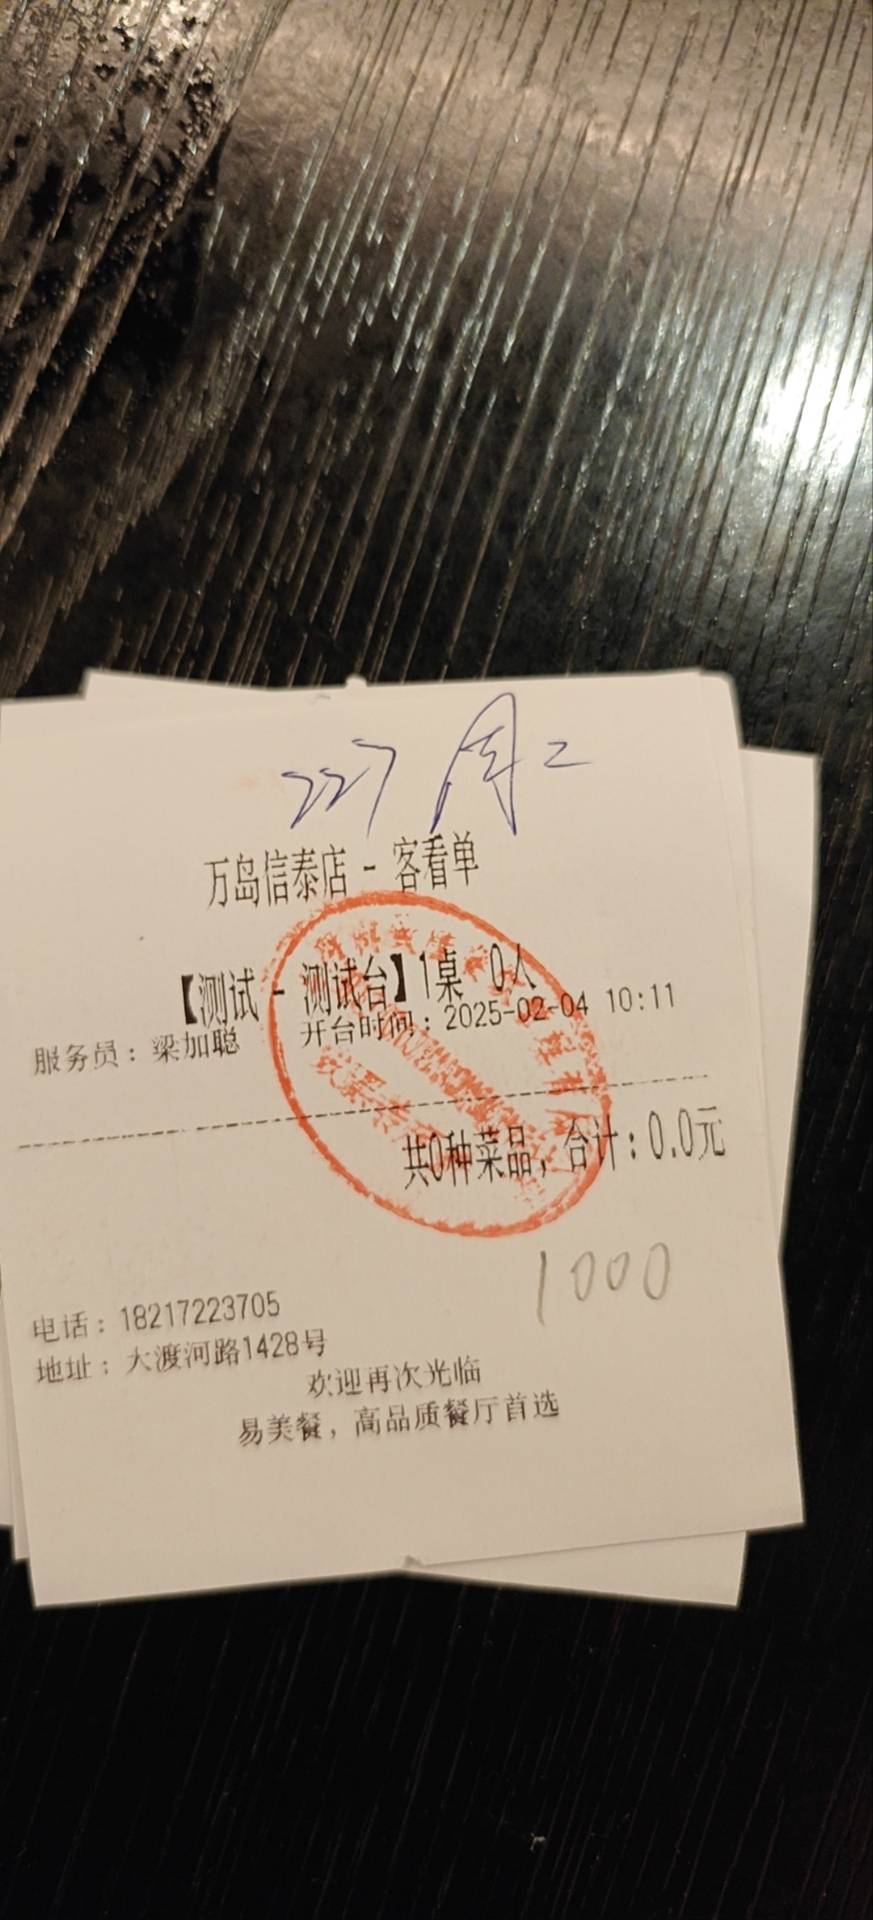 227 周二
万岛信泰店 - 客看单
【测试 - 测试台】1桌 0人
服务员：梁加聪 开台时间：2025-02-04 10:11
共0种菜品，合计：0.0元
1000
电话：18217223705
地址：大渡河路1428号
欢迎再次光临
易美餐，高品质餐厅首选